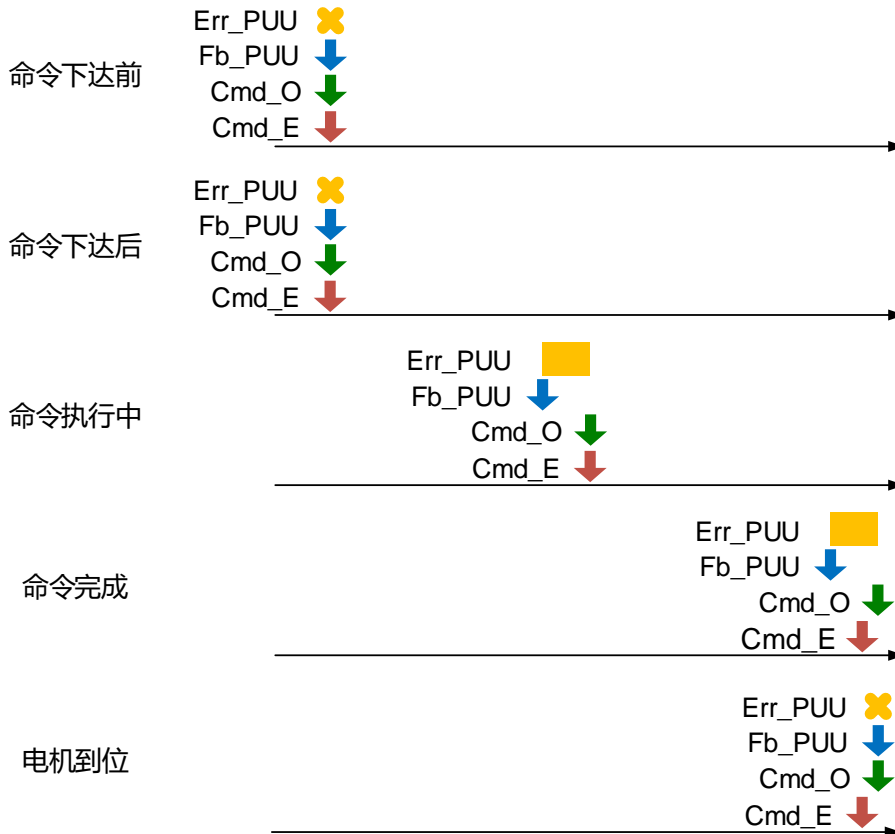 Err_PUU
Fb_PUU
命令下达前
Cmd_O
Cmd_E
Err_PUU
Fb_PUU
命令下达后
Cmd_O
Cmd_E
Err_PUU
Fb_PUU
命令执行中
Cmd_O
Cmd_E
Err_PUU
Fb_PUU
命令完成
Cmd_O
Cmd_E
Err_PUU
Fb_PUU
电机到位
Cmd_O
Cmd_E